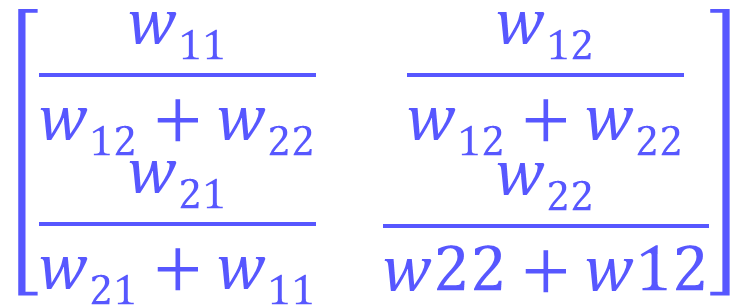 w₁₁ w₁₂
w₁₂ + w₂₂ w₁₂ + w₂₂
w₂₁ w₂₂
w₂₁ + w₁₁ w22 + w12